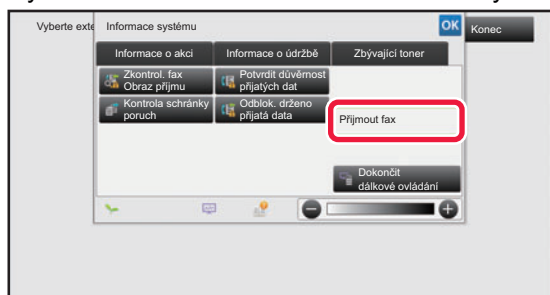 Vyberte exte
Informace systému
OK
Konec
Informace o akci
Informace o údržbě
Zbývající toner
Zkontrol. fax
Obraz příjmu
Potvrdit důvěrnost
přijatých dat
Kontrola schránky
poruch
Odblok. drženo
přijatá data
Přijmout fax
Dokončit
dálkové ovládání